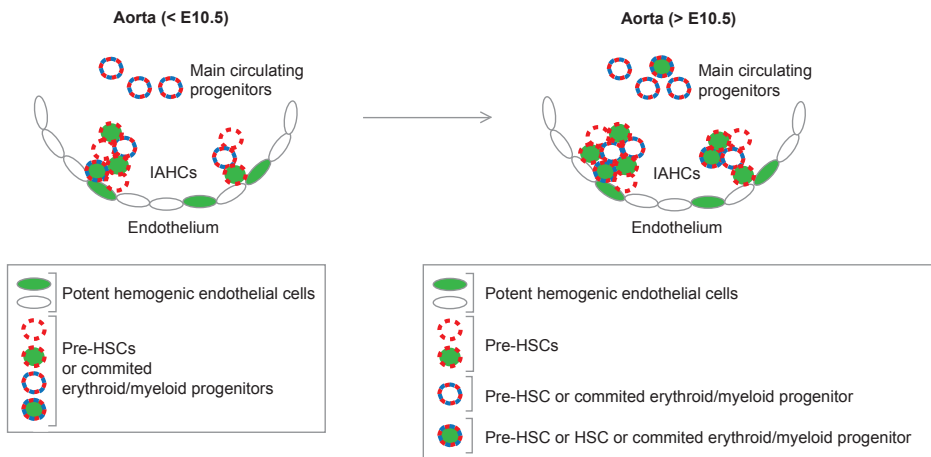 Aorta (< E10.5)
Main circulating
progenitors
IAHCs
Endothelium
Potent hemogenic endothelial cells
Pre-HSCs
or commited
erythroid/myeloid progenitors
Aorta (> E10.5)
Main circulating
progenitors
IAHCs
Endothelium
Potent hemogenic endothelial cells
Pre-HSCs
Pre-HSC or commited erythroid/myeloid progenitor
Pre-HSC or HSC or commited erythroid/myeloid progenitor